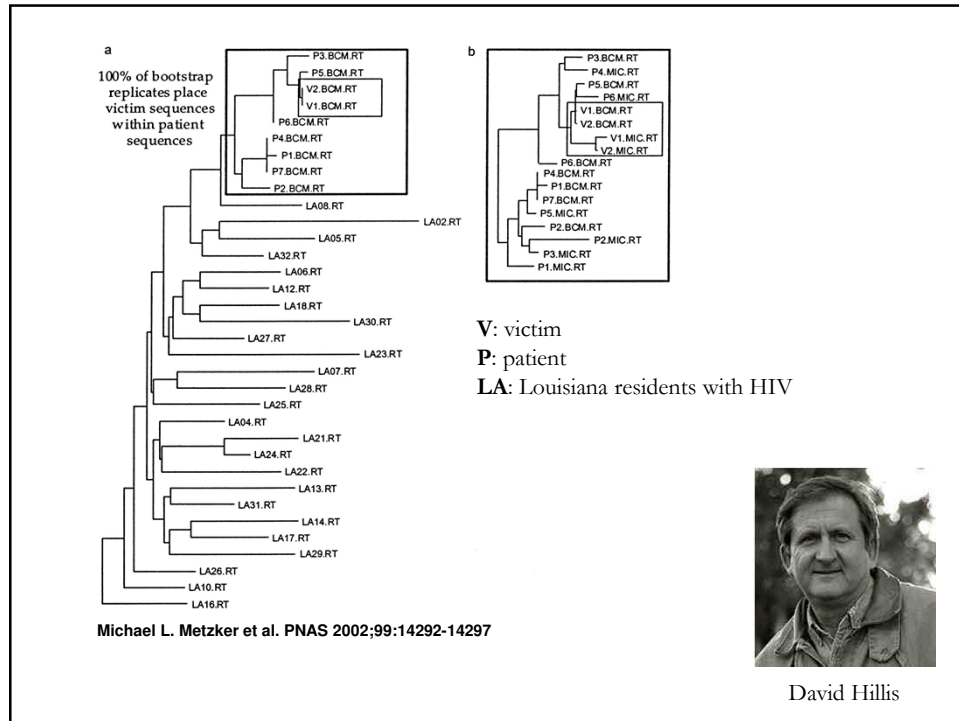 a
100% of bootstrap
replicates place
victim sequences
within patient
sequences
P3.BCM.RT
P5.BCM.RT
V2.BCM.RT
V1.BCM.RT
P6.BCM.RT
P4.BCM.RT
P1.BCM.RT
P7.BCM.RT
P2.BCM.RT
LA08.RT
LA02.RT
LA05.RT
LA32.RT
LA06.RT
LA12.RT
LA18.RT
LA30.RT
LA27.RT
LA23.RT
LA07.RT
LA28.RT
LA25.RT
LA04.RT
LA21.RT
LA24.RT
LA22.RT
LA13.RT
LA31.RT
LA14.RT
LA17.RT
LA29.RT
LA26.RT
LA10.RT
LA16.RT
b
P3.BCM.RT
P4.MIC.RT
P5.BCM.RT
P6.MIC.RT
V1.BCM.RT
V2.BCM.RT
V1.MIC.RT
V2.MIC.RT
P6.BCM.RT
P4.BCM.RT
P1.BCM.RT
P7.BCM.RT
P5.MIC.RT
P2.BCM.RT
P2.MIC.RT
P3.MIC.RT
P1.MIC.RT
V: victim
P: patient
LA: Louisiana residents with HIV
Michael L. Metzker et al. PNAS 2002;99:14292-14297
David Hillis